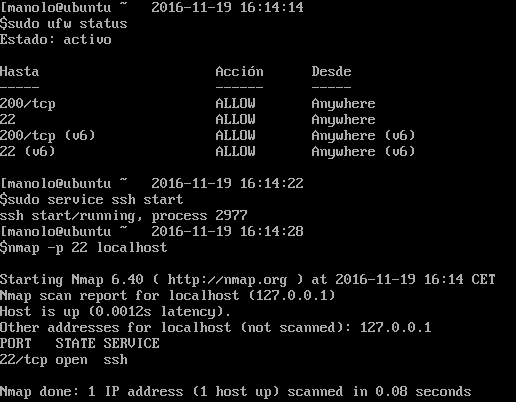 [manolo@ubuntu ~   2016-11-19 16:14:14
$sudo ufw status
Estado: activo
Hasta                      Acción      Desde
-----                      ------      -----
200/tcp                    ALLOW       Anywhere
22                         ALLOW       Anywhere
200/tcp (v6)               ALLOW       Anywhere (v6)
22 (v6)                    ALLOW       Anywhere (v6)
[manolo@ubuntu ~   2016-11-19 16:14:22
$sudo service ssh start
ssh start/running, process 2977
[manolo@ubuntu ~   2016-11-19 16:14:28
$nmap -p 22 localhost
Starting Nmap 6.40 ( http://nmap.org ) at 2016-11-19 16:14 CET
Nmap scan report for localhost (127.0.0.1)
Host is up (0.0012s latency).
Other addresses for localhost (not scanned): 127.0.0.1
PORT   STATE SERVICE
22/tcp open  ssh
Nmap done: 1 IP address (1 host up) scanned in 0.08 seconds